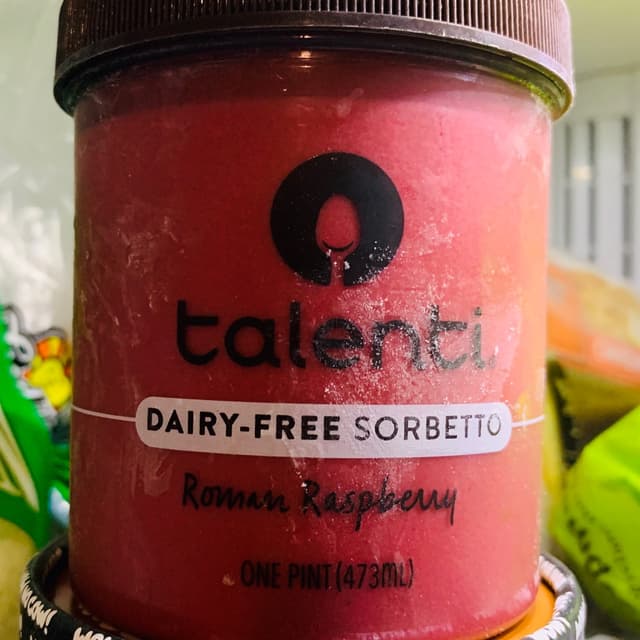 talenti
DAIRY-FREE SORBETTO
Roman Raspberry
ONE PINT (473mL)